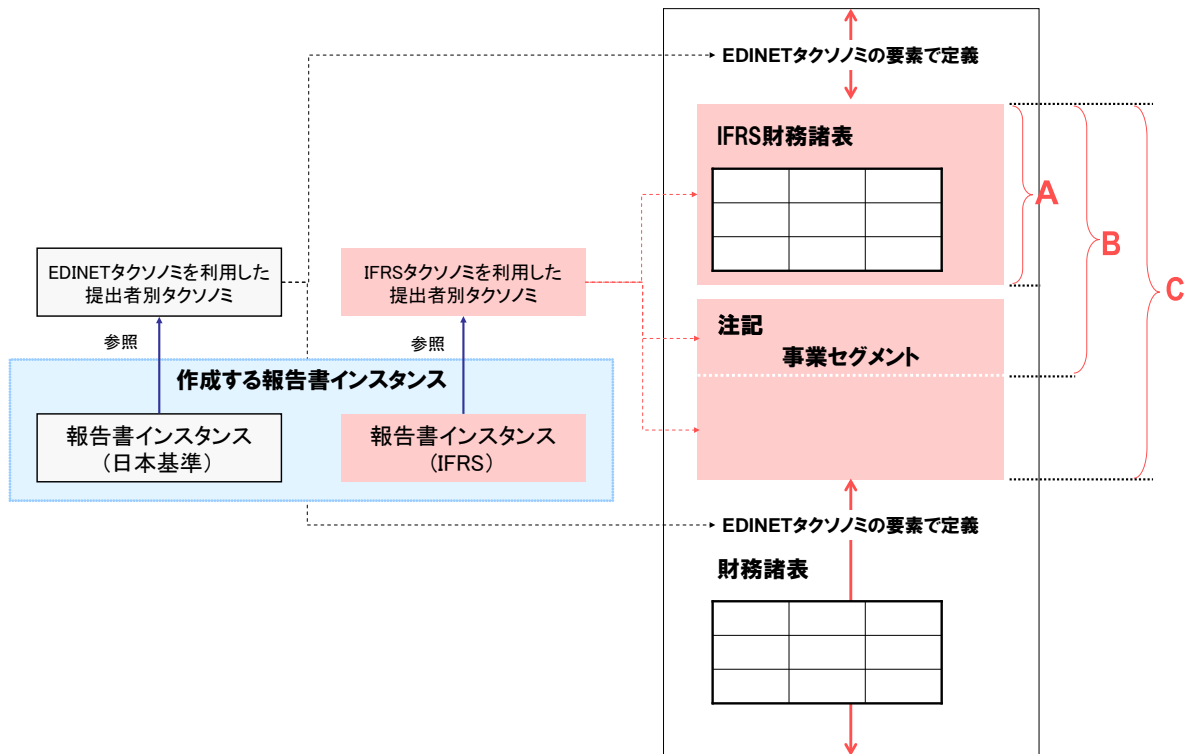 EDINETタクソノミの要素で定義
IFRS財務諸表
A
B
C
EDINETタクソノミを利用した
提出者別タクソノミ
IFRSタクソノミを利用した
提出者別タクソノミ
注記
事業セグメント
参照
参照
作成する報告書インスタンス
報告書インスタンス
（日本基準）
報告書インスタンス
(IFRS)
EDINETタクソノミの要素で定義
財務諸表